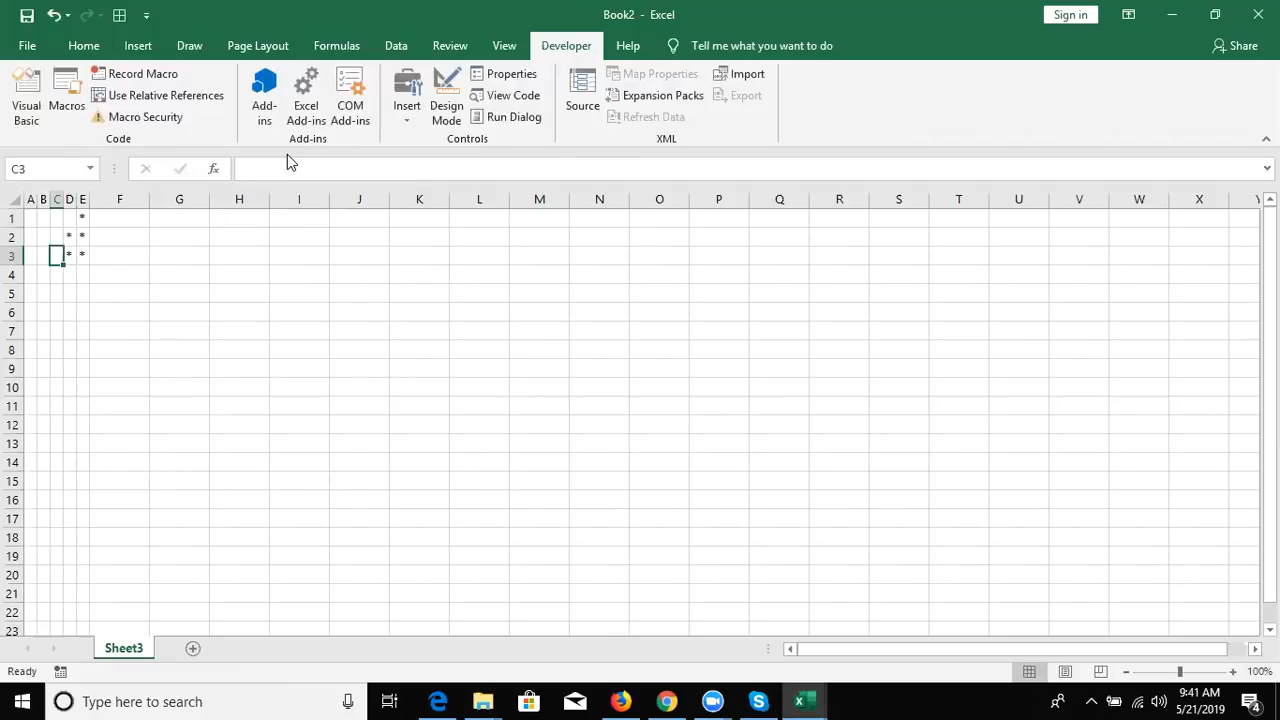 Book2 - Excel
Sign in
File Home Insert Draw Page Layout Formulas Data Review View Developer Help Tell me what you want to do Share
Visual Basic
Macros
Record Macro
Use Relative References
Macro Security
Code
Add-ins
Excel Add-ins
COM Add-ins
Add-ins
Insert
Design Mode
Properties
View Code
Run Dialog
Controls
Source
Map Properties
Expansion Packs
Refresh Data
Import
Export
XML
C3
fx
A B C D E F G H I J K L M N O P Q R S T U V W X Y
1 *
2 * *
3 * *
4
5
6
7
8
9
10
11
12
13
14
15
16
17
18
19
20
21
22
23
Sheet3
Ready
100%
Type here to search
9:41 AM
5/21/2019
4